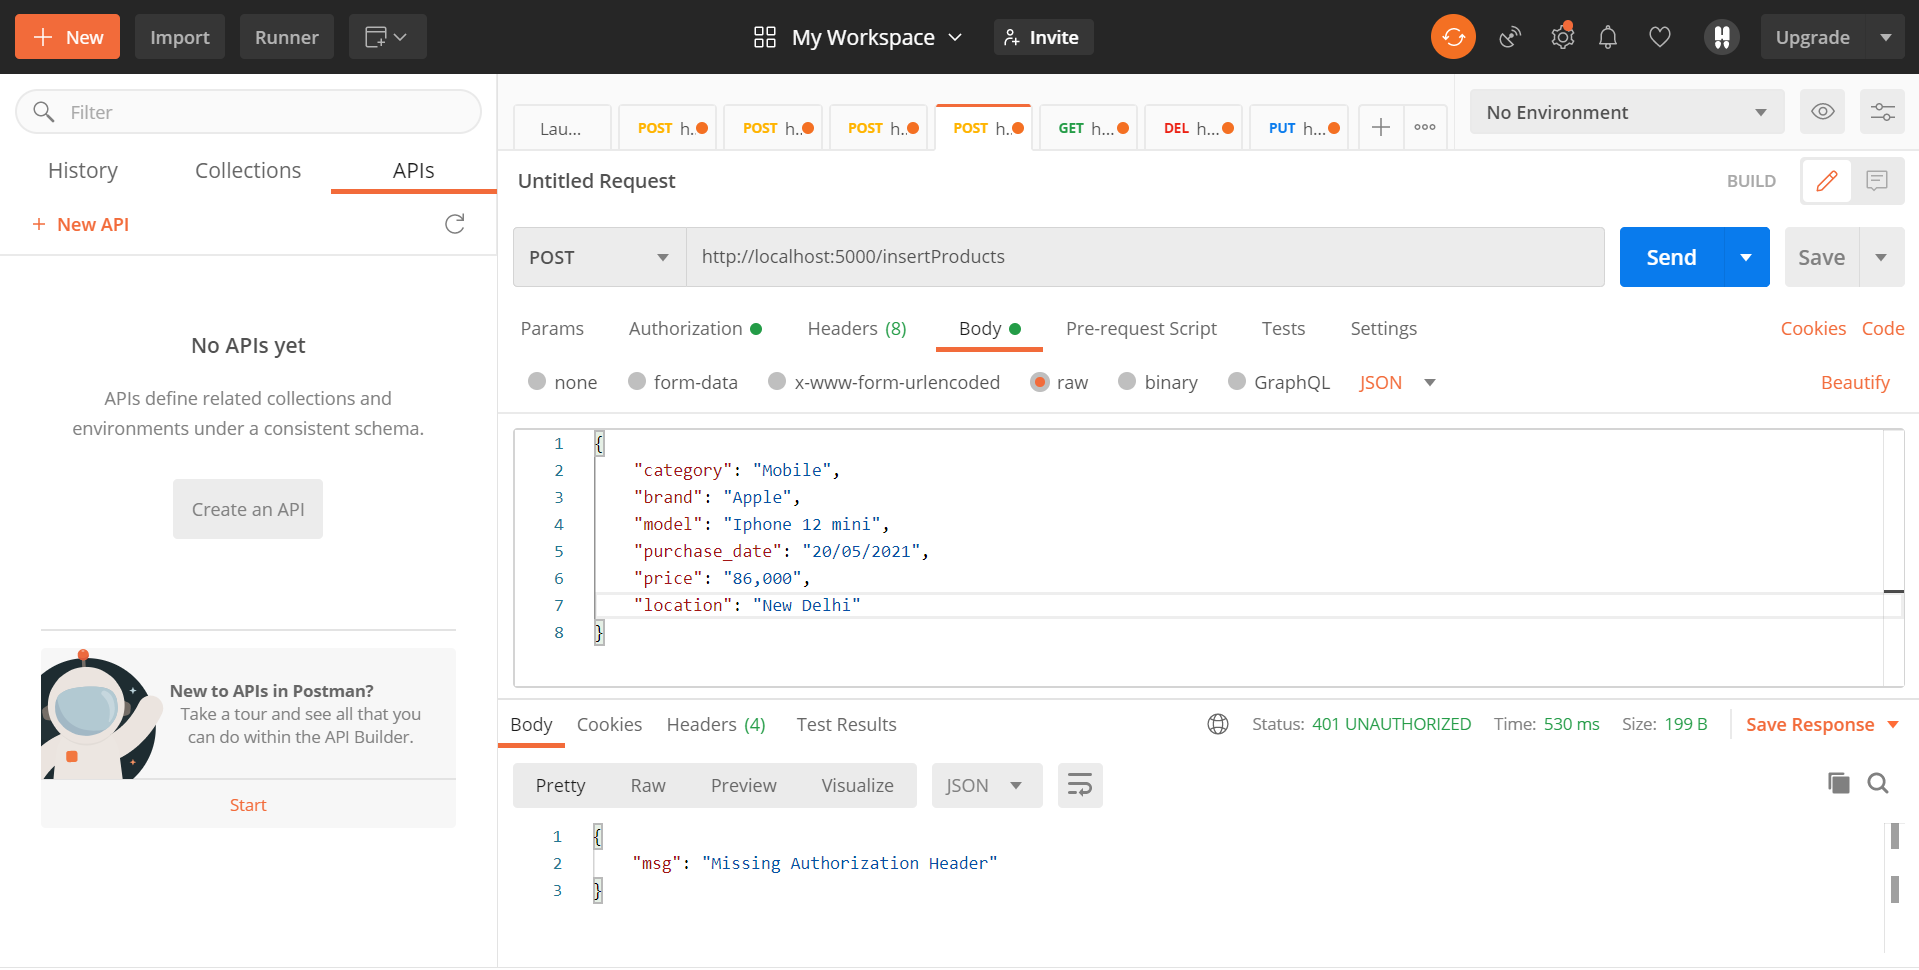 New
Import
Runner
My Workspace
Invite
Upgrade
Filter
History
Collections
APIs
+ New API
No APIs yet
APIs define related collections and
environments under a consistent schema.
Create an API
New to APIs in Postman?
Take a tour and see all that you
can do within the API Builder.
Start
Lau...
POST h..
POST h..
POST h..
POST h..
GET h...
DEL h...
PUT h...
No Environment
Untitled Request
BUILD
POST
http://localhost:5000/insertProducts
Send
Save
Params
Authorization
Headers (8)
Body
Pre-request Script
Tests
Settings
Cookies
Code
none
form-data
x-www-form-urlencoded
raw
binary
GraphQL
JSON
Beautify
1 {
2 "category": "Mobile",
3 "brand": "Apple",
4 "model": "Iphone 12 mini",
5 "purchase_date": "20/05/2021",
6 "price": "86,000",
7 "location": "New Delhi"
8 }
Body
Cookies
Headers (4)
Test Results
Status: 401 UNAUTHORIZED
Time: 530 ms
Size: 199 B
Save Response
Pretty
Raw
Preview
Visualize
JSON
1 {
2 "msg": "Missing Authorization Header"
3 }